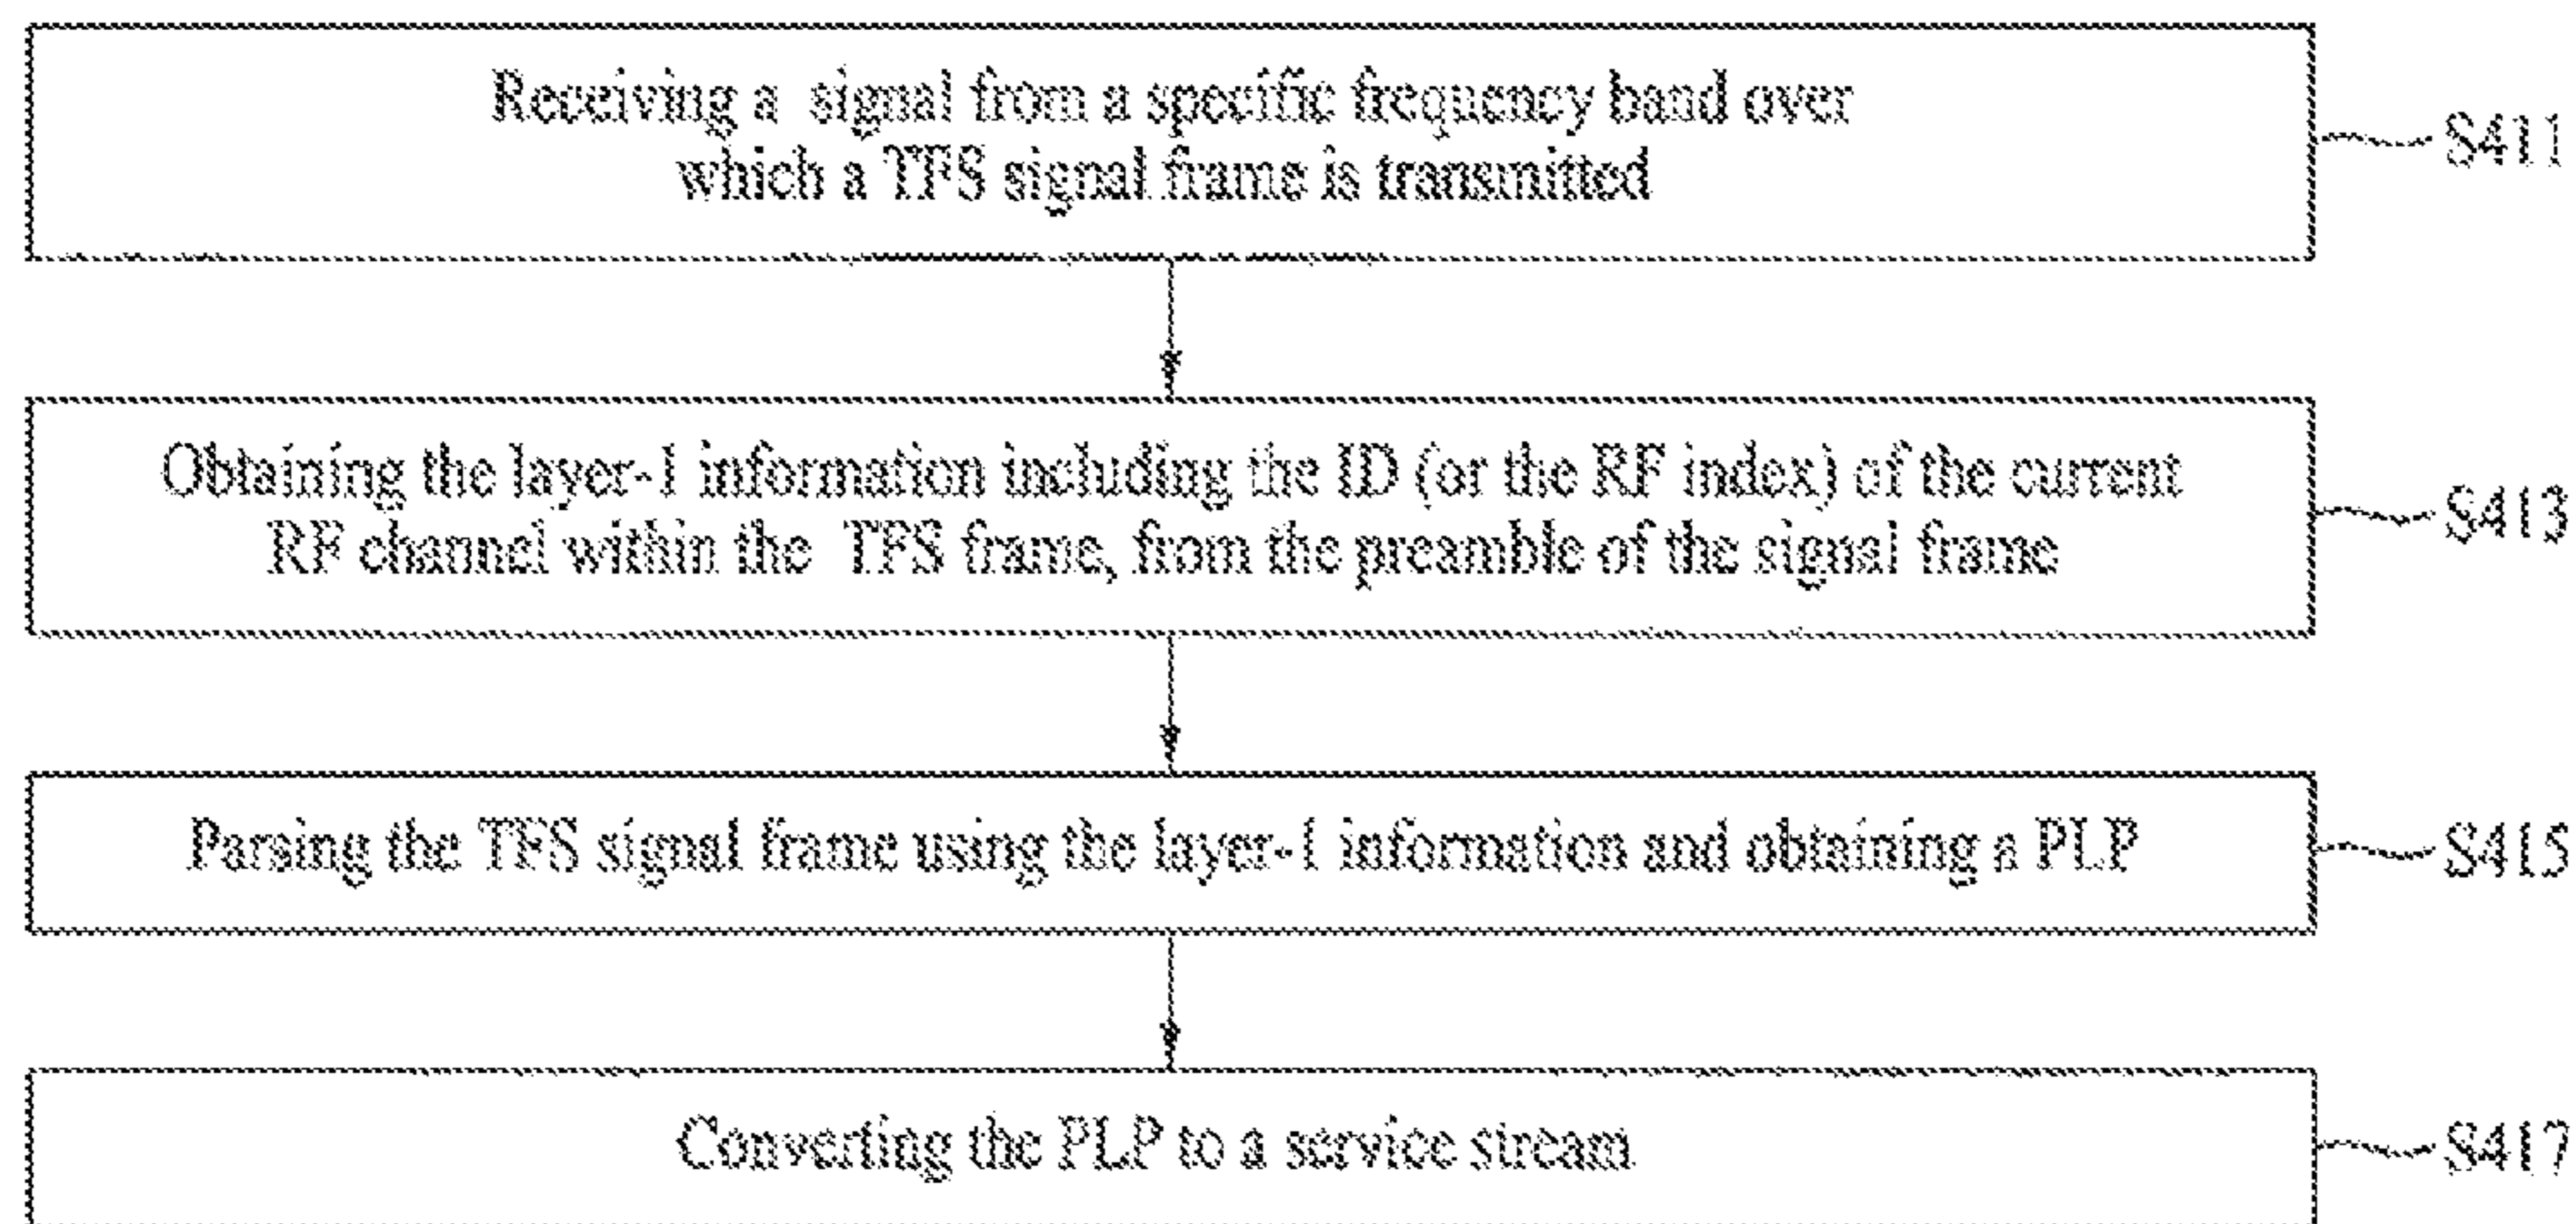 Receiving a signal from a specific frequency band over
which a TFS signal frame is transmitted
S411
Obtaining the layer-1 information including the ID (or the RF index) of the current
RF channel within the TFS frame, from the preamble of the signal frame
S413
Parsing the TFS signal frame using the layer-1 information and obtaining a PLP
S415
Converting the PLP to a service stream
S417